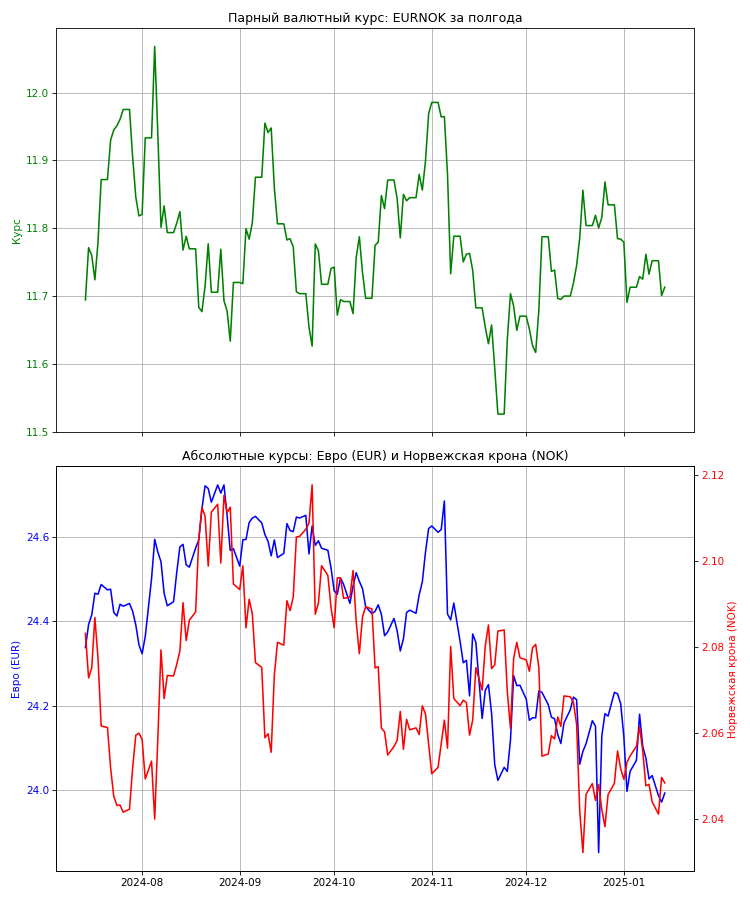 Парный валютный курс: EURNOK за полгода
12.0
11.9
11.8
11.7
11.6
11.5
Курс
Абсолютные курсы: Евро (EUR) и Норвежская крона (NOK)
24.6
24.4
24.2
24.0
Евро (EUR)
2.12
2.10
2.08
2.06
2.04
Норвежская крона (NOK)
2024-08 2024-09 2024-10 2024-11 2024-12 2025-01